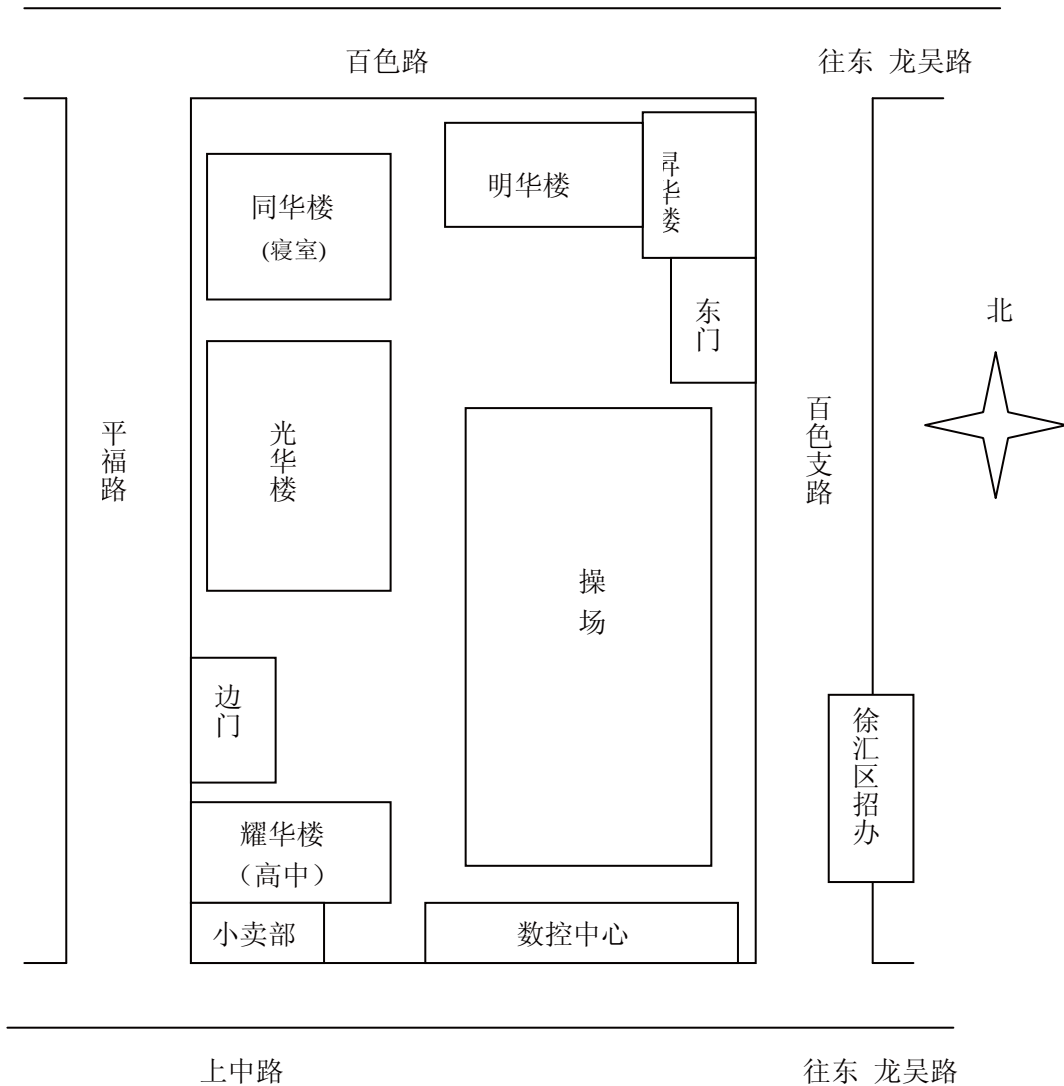 百色路
往东 龙吴路
明华楼
同华楼
(寝室)
华楼
东门
北
平福路
光华楼
百色支路
操场
边门
徐汇区招办
耀华楼
（高中）
小卖部
数控中心
上中路
往东 龙吴路